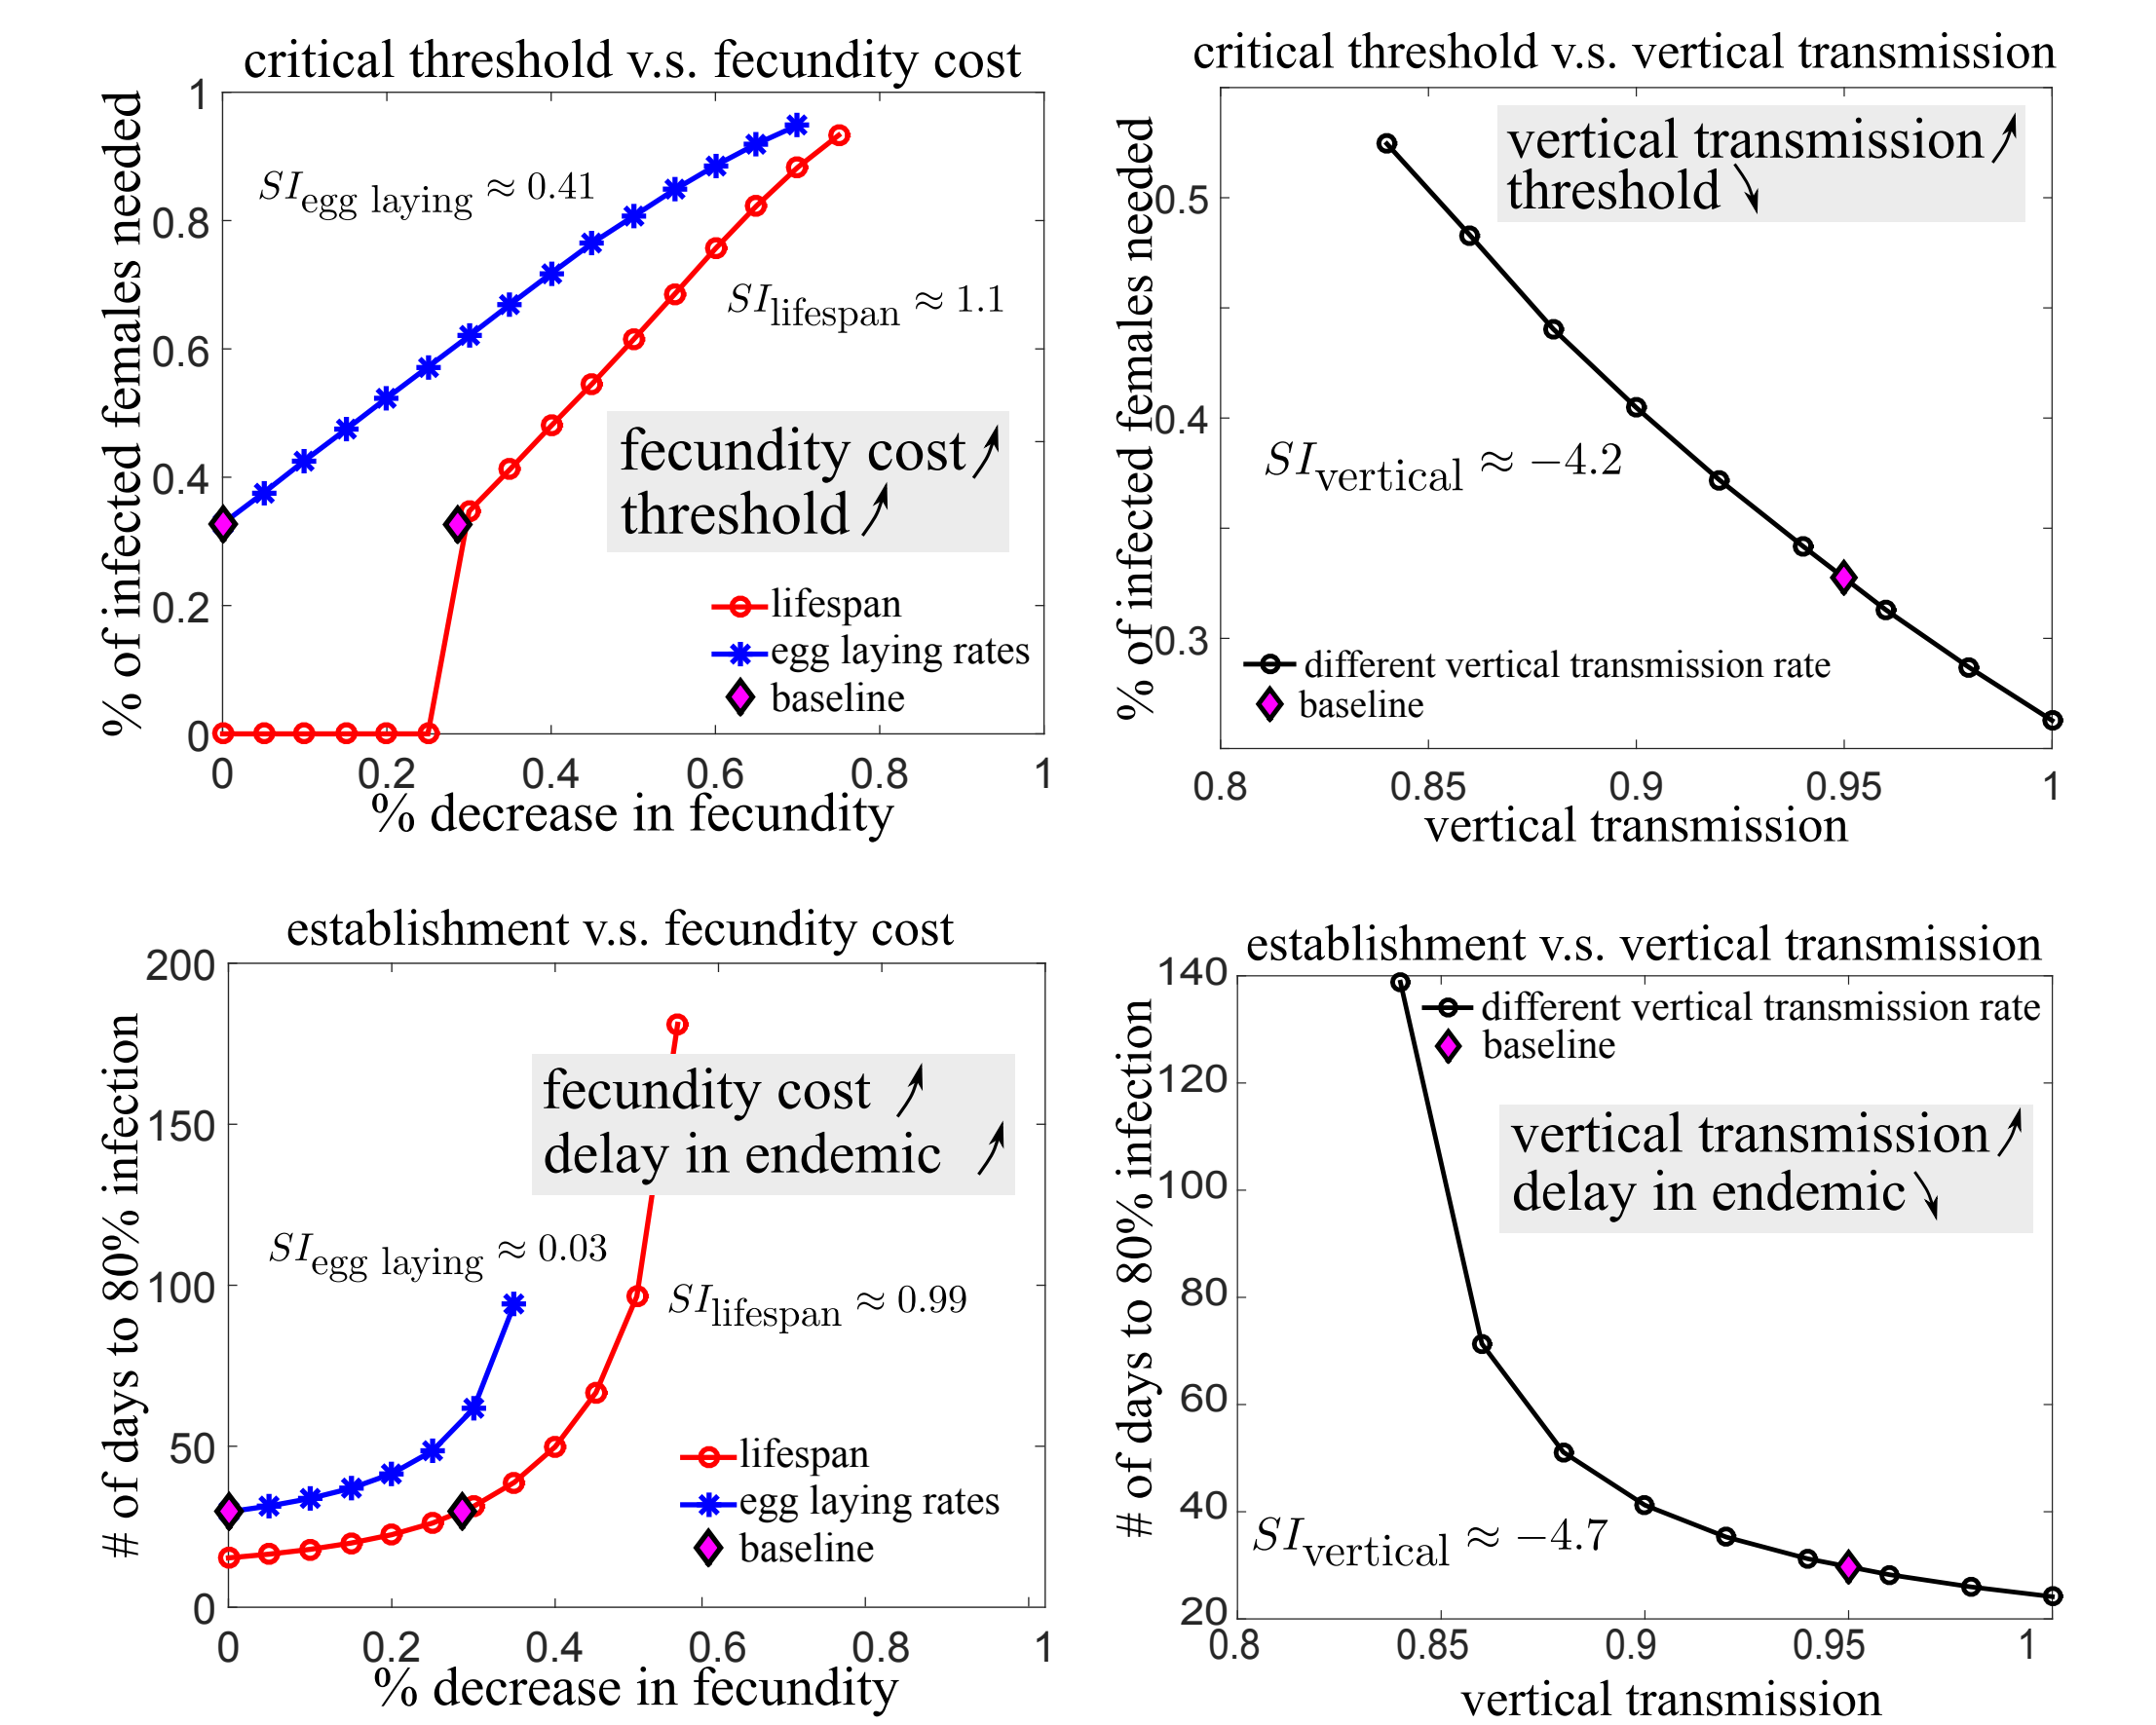 critical threshold v.s. fecundity cost
% of infected females needed
1
0.8
0.6
0.4
0.2
0
SI_egg laying ≈ 0.41
SI_lifespan ≈ 1.1
fecundity cost ↗
threshold ↗
lifespan
egg laying rates
baseline
0 0.2 0.4 0.6 0.8 1
% decrease in fecundity
critical threshold v.s. vertical transmission
% of infected females needed
0.5
0.4
0.3
vertical transmission ↗
threshold ↘
SI_vertical ≈ −4.2
different vertical transmission rate
baseline
0.8 0.85 0.9 0.95 1
vertical transmission
establishment v.s. fecundity cost
# of days to 80% infection
200
150
100
50
0
fecundity cost ↗
delay in endemic ↗
SI_egg laying ≈ 0.03
SI_lifespan ≈ 0.99
lifespan
egg laying rates
baseline
0 0.2 0.4 0.6 0.8 1
% decrease in fecundity
establishment v.s. vertical transmission
# of days to 80% infection
140
120
100
80
60
40
20
different vertical transmission rate
baseline
vertical transmission ↗
delay in endemic ↘
SI_vertical ≈ −4.7
0.8 0.85 0.9 0.95 1
vertical transmission